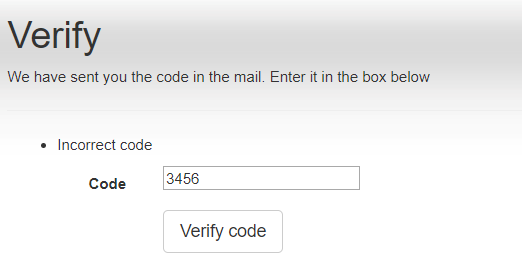 Verify
We have sent you the code in the mail. Enter it in the box below
• Incorrect code
Code 3456
Verify code